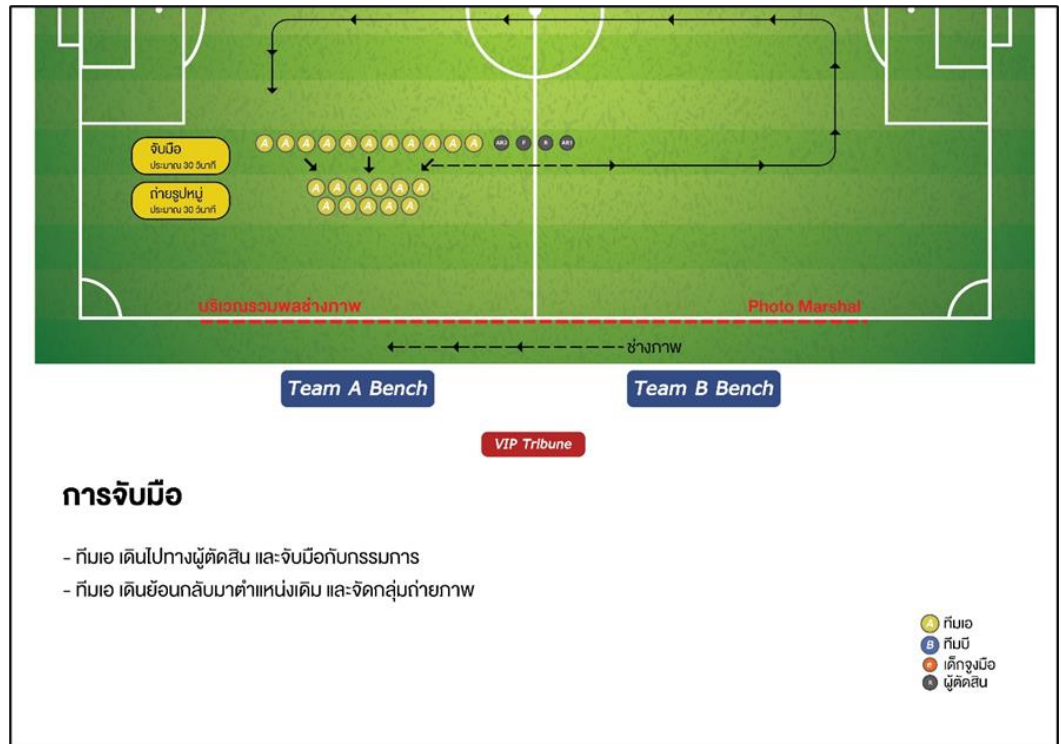 จับมือ
ประมาณ 30 วินาที
A A A A A A A A A A A AR2 F R AR1
ถ่ายรูปหมู่
ประมาณ 30 วินาที
A A A A A A
A A A A A
บริเวณรวมพลช่างภาพ
Photo Marshal
ช่างภาพ
Team A Bench
Team B Bench
VIP Tribune
การจับมือ
- ทีมเอ เดินไปทางผู้ตัดสิน และจับมือกับกรรมการ
- ทีมเอ เดินย้อนกลับมาตำแหน่งเดิม และจัดกลุ่มถ่ายภาพ
A ทีมเอ
B ทีมบี
เด็กจูงมือ
R ผู้ตัดสิน